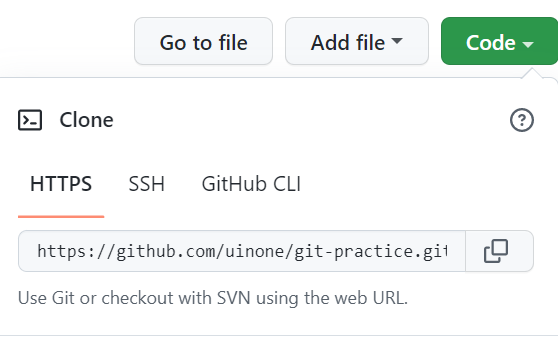 Go to file
Add file
Code
Clone
HTTPS
SSH
GitHub CLI
https://github.com/uinone/git-practice.git
Use Git or checkout with SVN using the web URL.